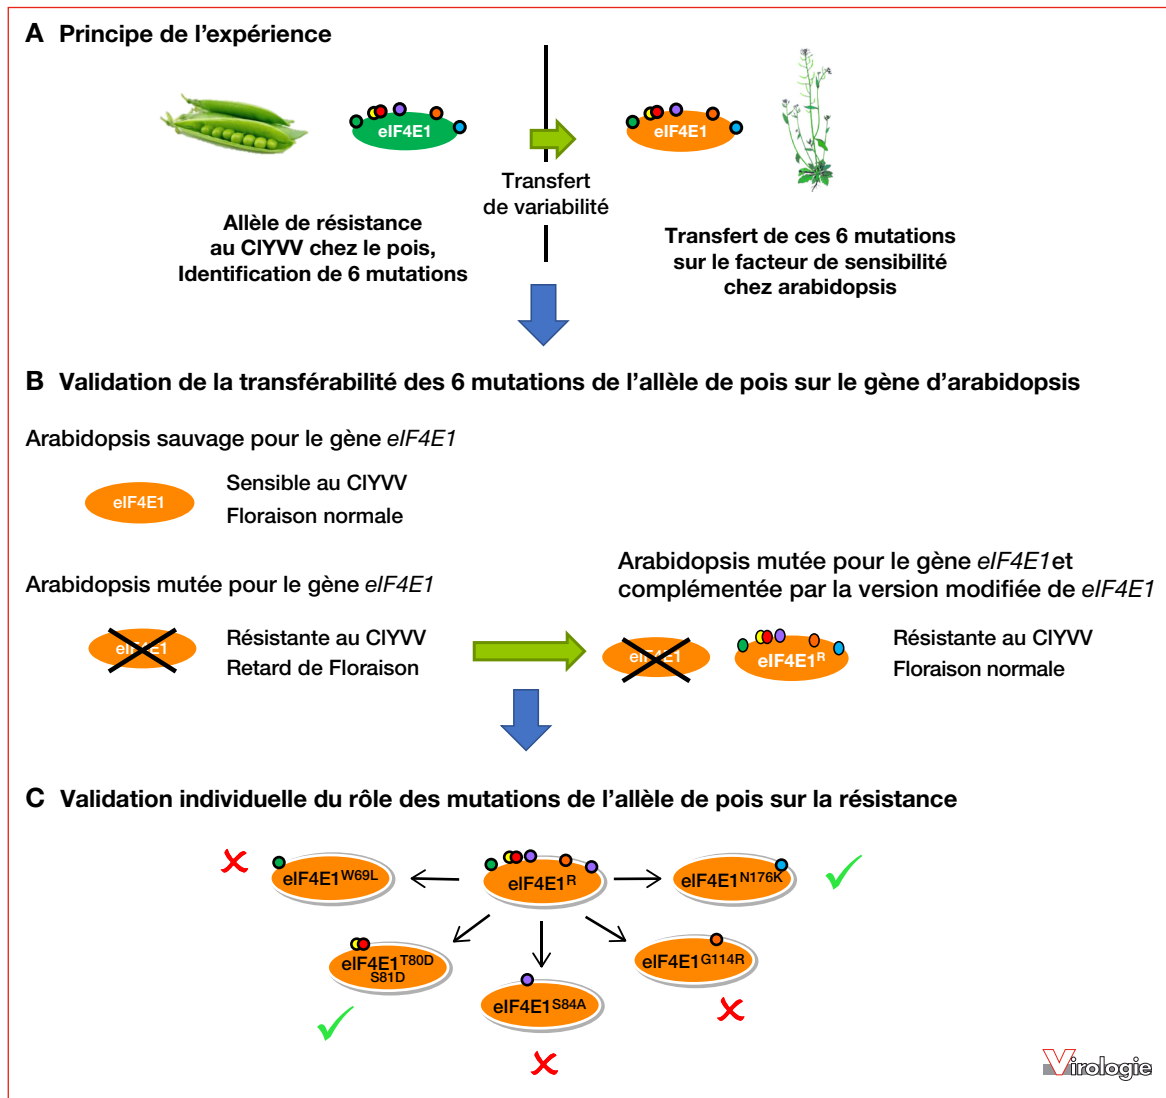 A Principe de l'expérience
eIF4E1
eIF4E1
Transfert
de variabilité
Allèle de résistance
au ClYVV chez le pois,
Identification de 6 mutations
Transfert de ces 6 mutations
sur le facteur de sensibilité
chez arabidopsis
B Validation de la transférabilité des 6 mutations de l'allèle de pois sur le gène d'arabidopsis
Arabidopsis sauvage pour le gène eIF4E1
eIF4E1
Sensible au ClYVV
Floraison normale
Arabidopsis mutée pour le gène eIF4E1
eIF4E1
Résistante au ClYVV
Retard de Floraison
Arabidopsis mutée pour le gène eIF4E1 et
complémentée par la version modifiée de eIF4E1
eIF4E1
eIF4E1R
Résistante au ClYVV
Floraison normale
C Validation individuelle du rôle des mutations de l'allèle de pois sur la résistance
eIF4E1W69L
eIF4E1R
eIF4E1N176K
eIF4E1T80D
S81D
eIF4E1S84A
eIF4E1G114R
Virologie